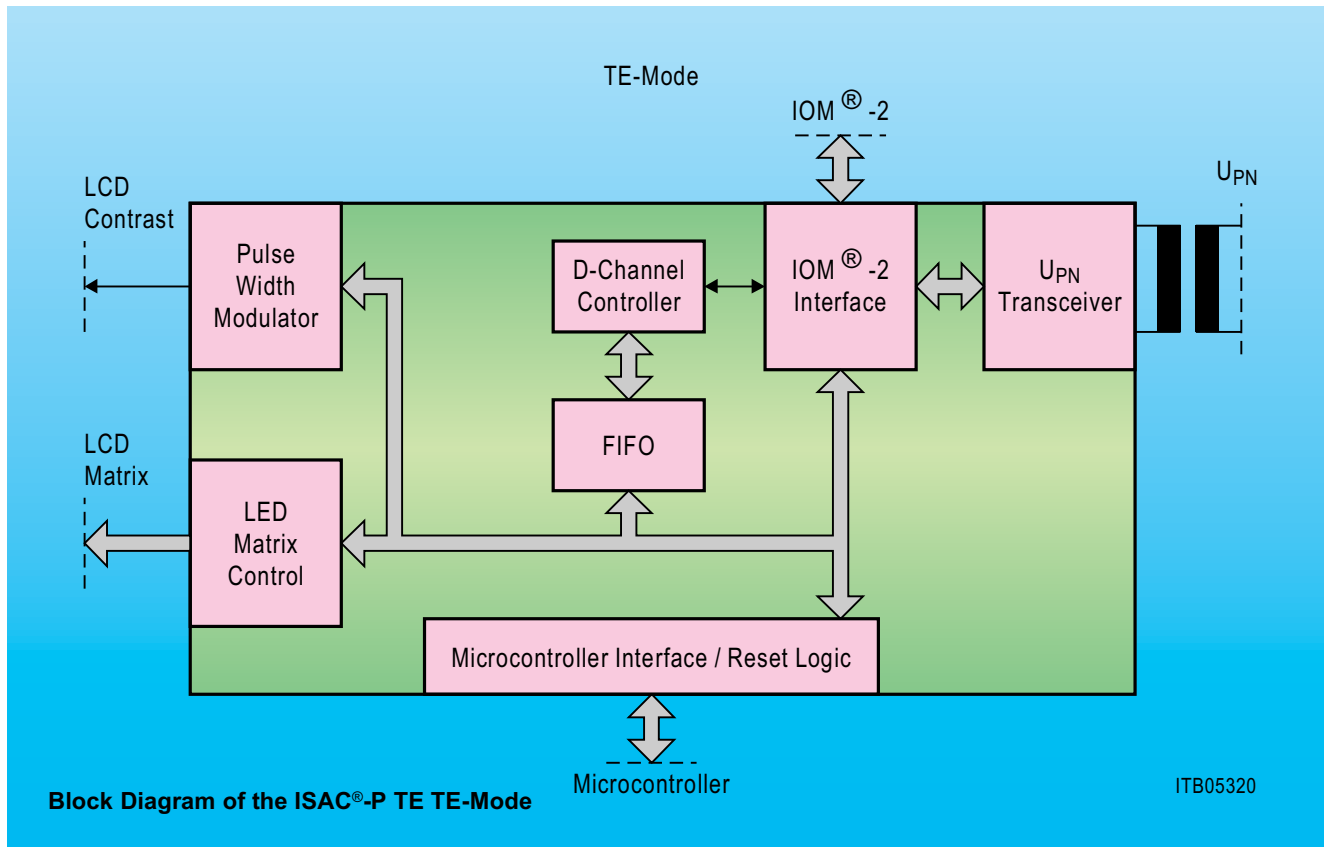 TE-Mode
IOM ® -2
LCD
Contrast
UPN
Pulse
Width
Modulator
D-Channel
Controller
IOM ® -2
Interface
UPN
Transceiver
FIFO
LCD
Matrix
LED
Matrix
Control
Microcontroller Interface / Reset Logic
Microcontroller
Block Diagram of the ISAC®-P TE TE-Mode
ITB05320